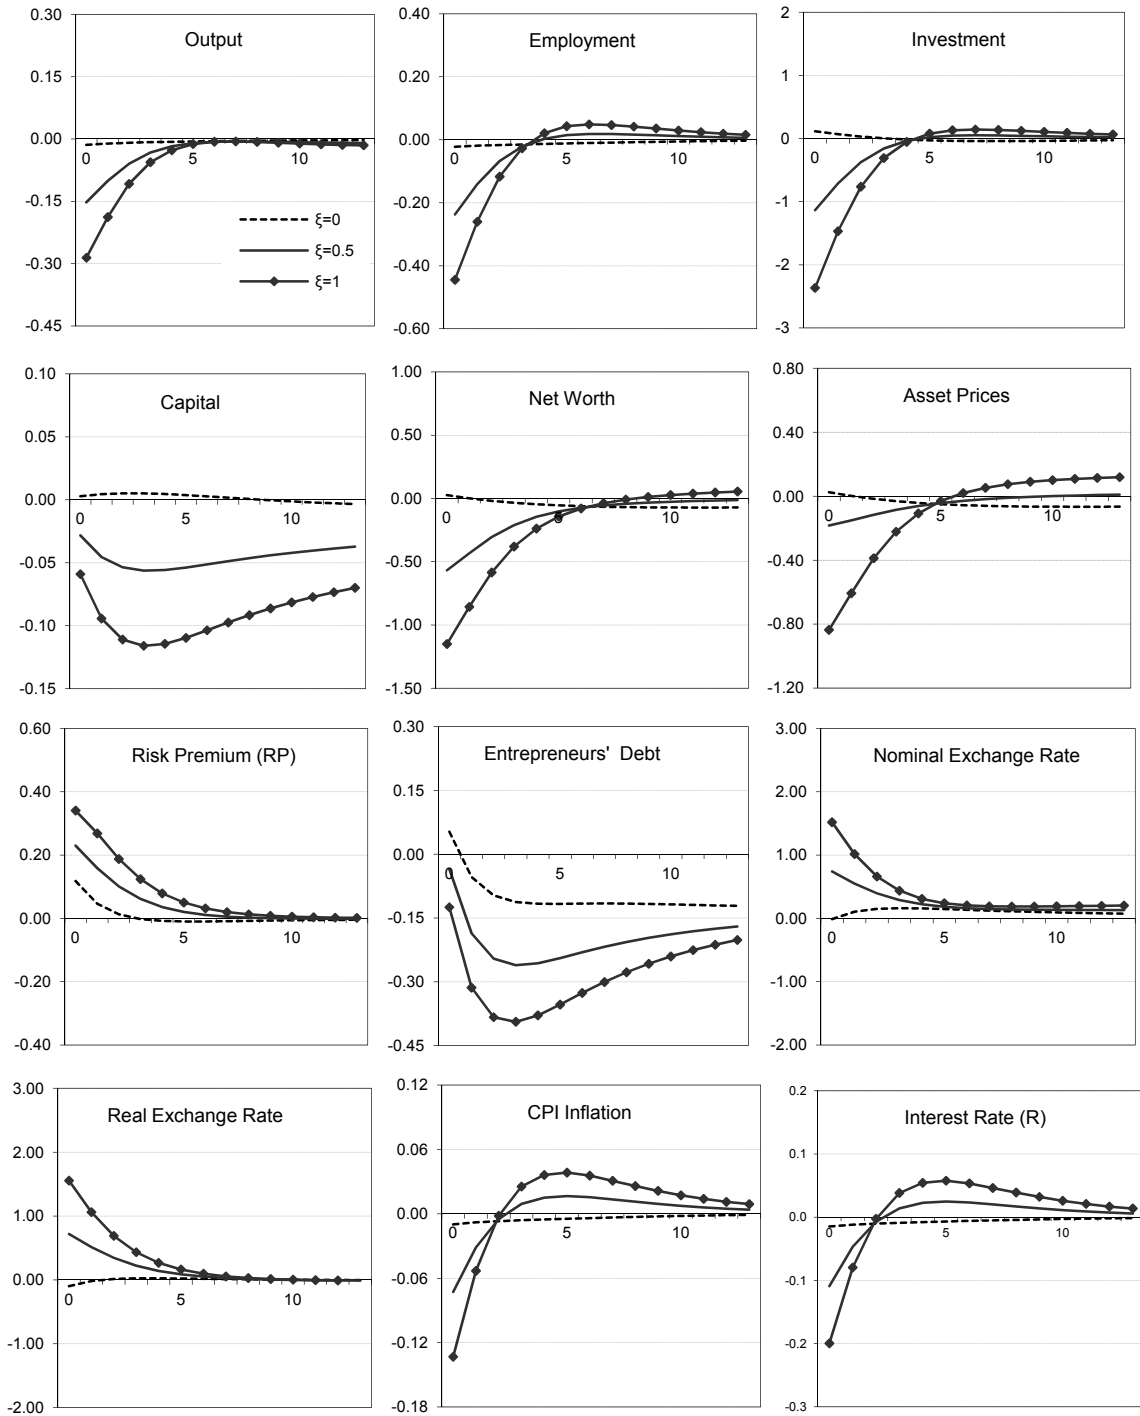 Output
0.30
0.15
0.00
-0.15
-0.30
-0.45
0 5 10
ξ=0
ξ=0.5
ξ=1
Employment
0.40
0.20
0.00
-0.20
-0.40
-0.60
0 5 10
Investment
2
1
0
-1
-2
-3
0 5 10
Capital
0.10
0.05
0.00
-0.05
-0.10
-0.15
0 5 10
Net Worth
1.00
0.50
0.00
-0.50
-1.00
-1.50
0 5 10
Asset Prices
0.80
0.40
0.00
-0.40
-0.80
-1.20
0 5 10
Risk Premium (RP)
0.60
0.40
0.20
0.00
-0.20
-0.40
0 5 10
Entrepreneurs' Debt
0.30
0.15
0.00
-0.15
-0.30
-0.45
0 5 10
Nominal Exchange Rate
3.00
2.00
1.00
0.00
-1.00
-2.00
0 5 10
Real Exchange Rate
3.00
2.00
1.00
0.00
-1.00
-2.00
0 5 10
CPI Inflation
0.12
0.06
0.00
-0.06
-0.12
-0.18
0 5 10
Interest Rate (R)
0.2
0.1
0.0
-0.1
-0.2
-0.3
0 5 10